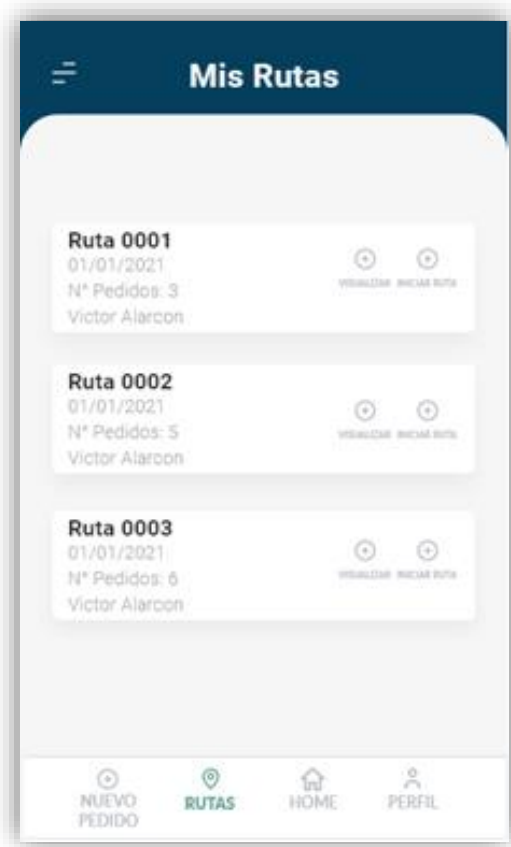 Mis Rutas
Ruta 0001
01/01/2021
N° Pedidos: 3
Victor Alarcon
VISUALIZAR INICIAR RUTA
Ruta 0002
01/01/2021
N° Pedidos: 5
Victor Alarcon
VISUALIZAR INICIAR RUTA
Ruta 0003
01/01/2021
N° Pedidos: 6
Victor Alarcon
VISUALIZAR INICIAR RUTA
NUEVO PEDIDO
RUTAS
HOME
PERFIL